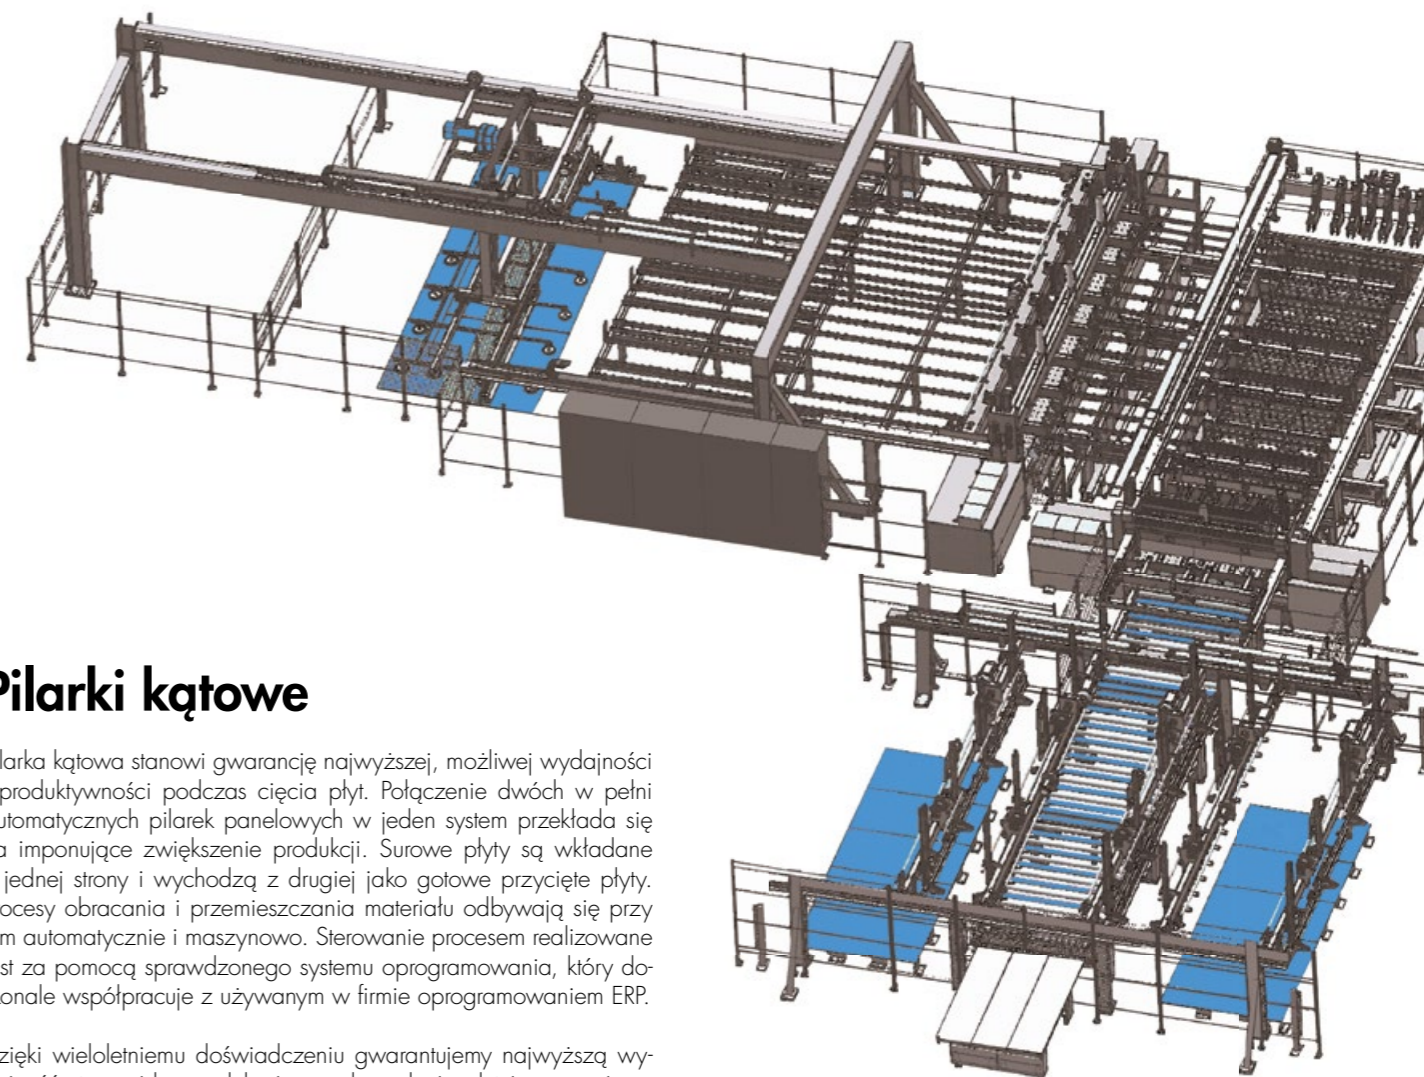 Pilarki kątowe
larka kątowa stanowi gwarancję najwyższej, możliwej wydajności
produktywności podczas cięcia płyt. Połączenie dwóch w pełni
utomatycznych pilarek panelowych w jeden system przekłada się
a imponujące zwiększenie produkcji. Surowe płyty są wkładane
jednej strony i wychodzą z drugiej jako gotowe przycięte płyty.
ocesy obracania i przemieszczania materiału odbywają się przy
m automatycznie i maszynowo. Sterowanie procesem realizowane
st za pomocą sprawdzonego systemu oprogramowania, który do-
onale współpracuje z używanym w firmie oprogramowaniem ERP.
zięki wieloletniemu doświadczeniu gwarantujemy najwyższą wy-